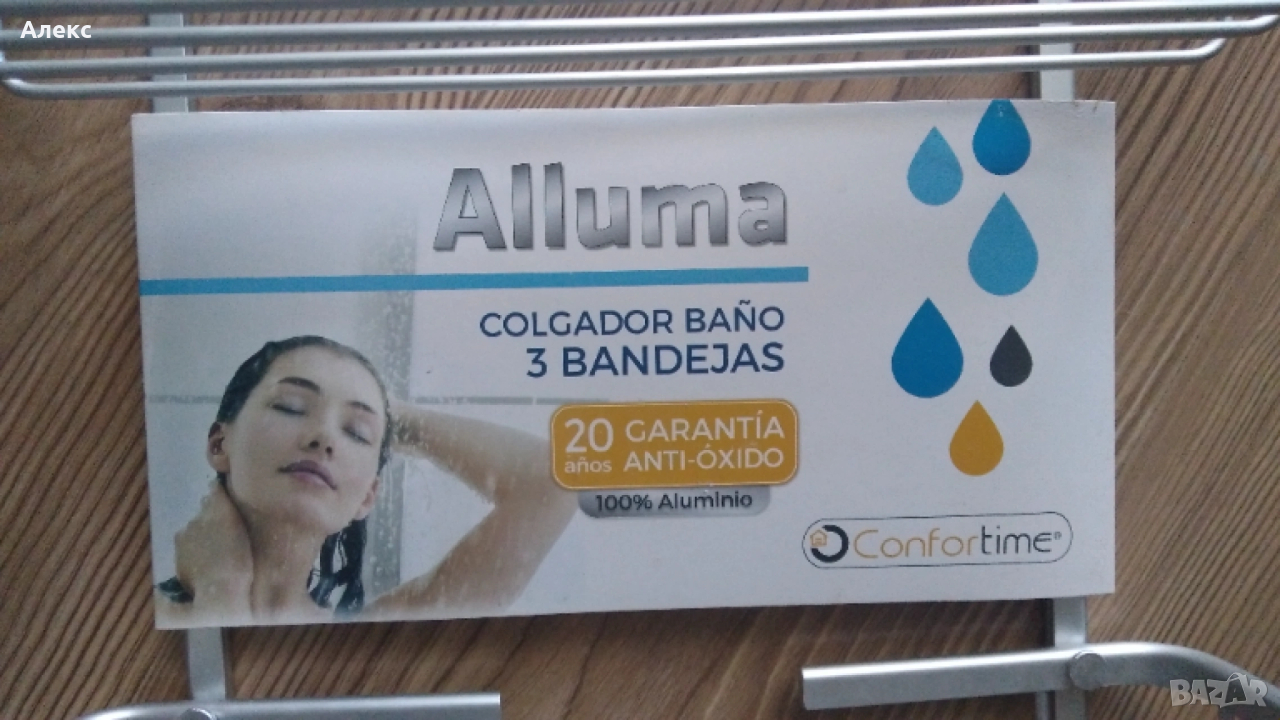 Алекс
Alluma
COLGADOR BAÑO
3 BANDEJAS
20 años
GARANTÍA
ANTI-ÓXIDO
100% Aluminio
Confortime®
BAZAR